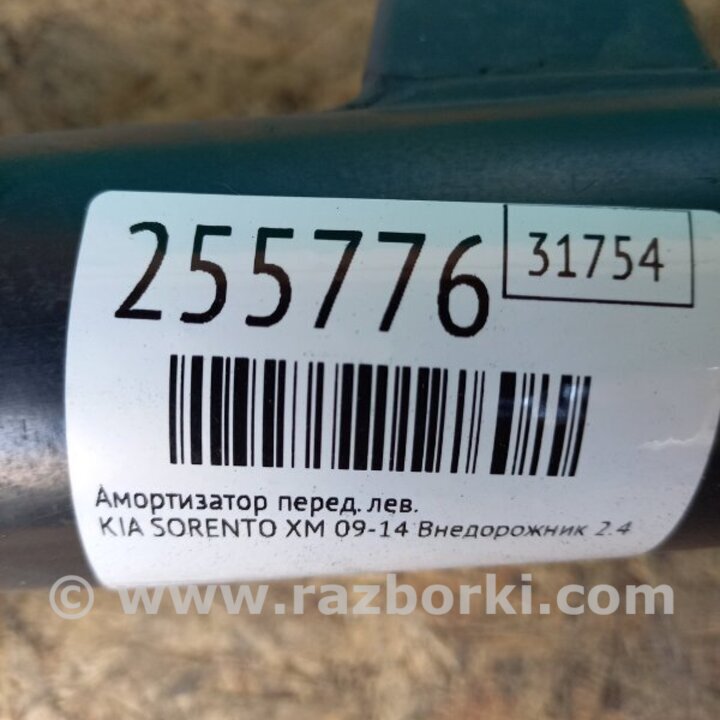 255776
31754
Амортизатор перед. лев.
KIA SORENTO XM 09-14 Внедорожник 2.4
© www.razborki.com